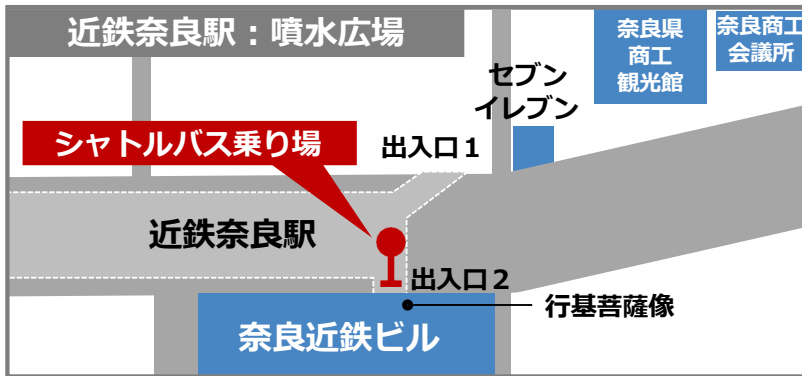 近鉄奈良駅：噴水広場
奈良県
商工
観光館
奈良商工
会議所
セブン
イレブン
シャトルバス乗り場
出入口１
近鉄奈良駅
出入口２
行基菩薩像
奈良近鉄ビル